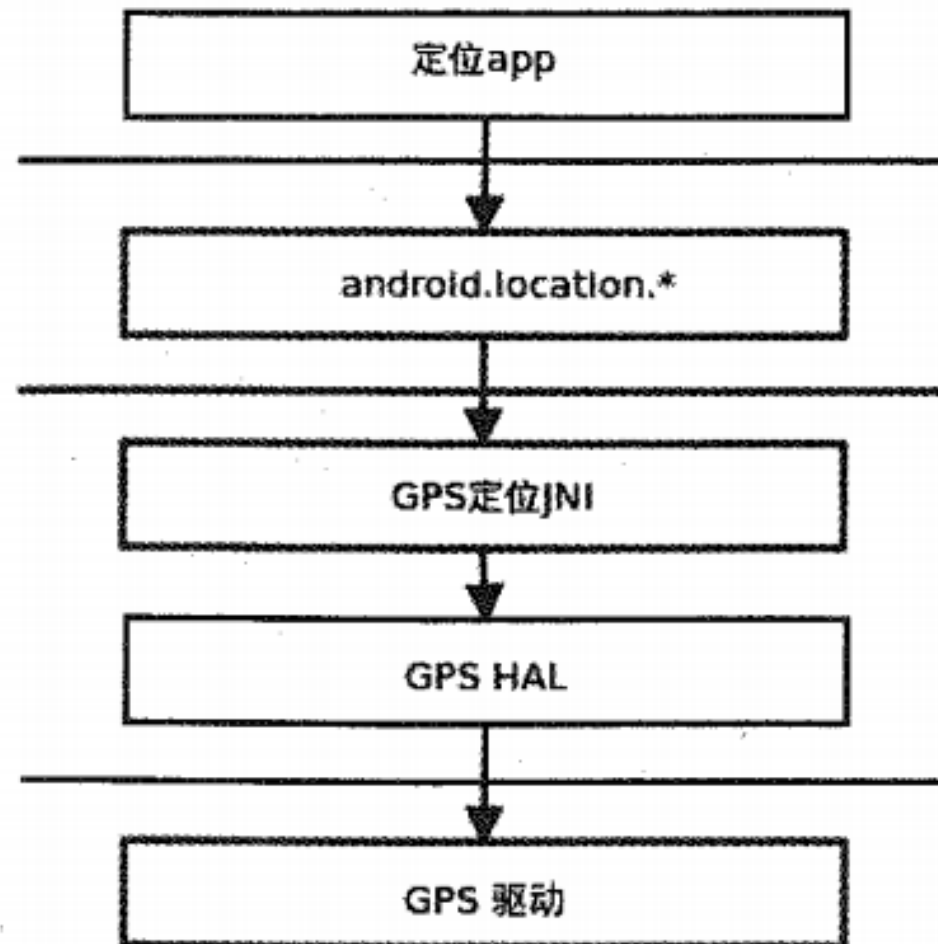 定位app
android.location.*
GPS定位JNI
GPS HAL
GPS 驱动